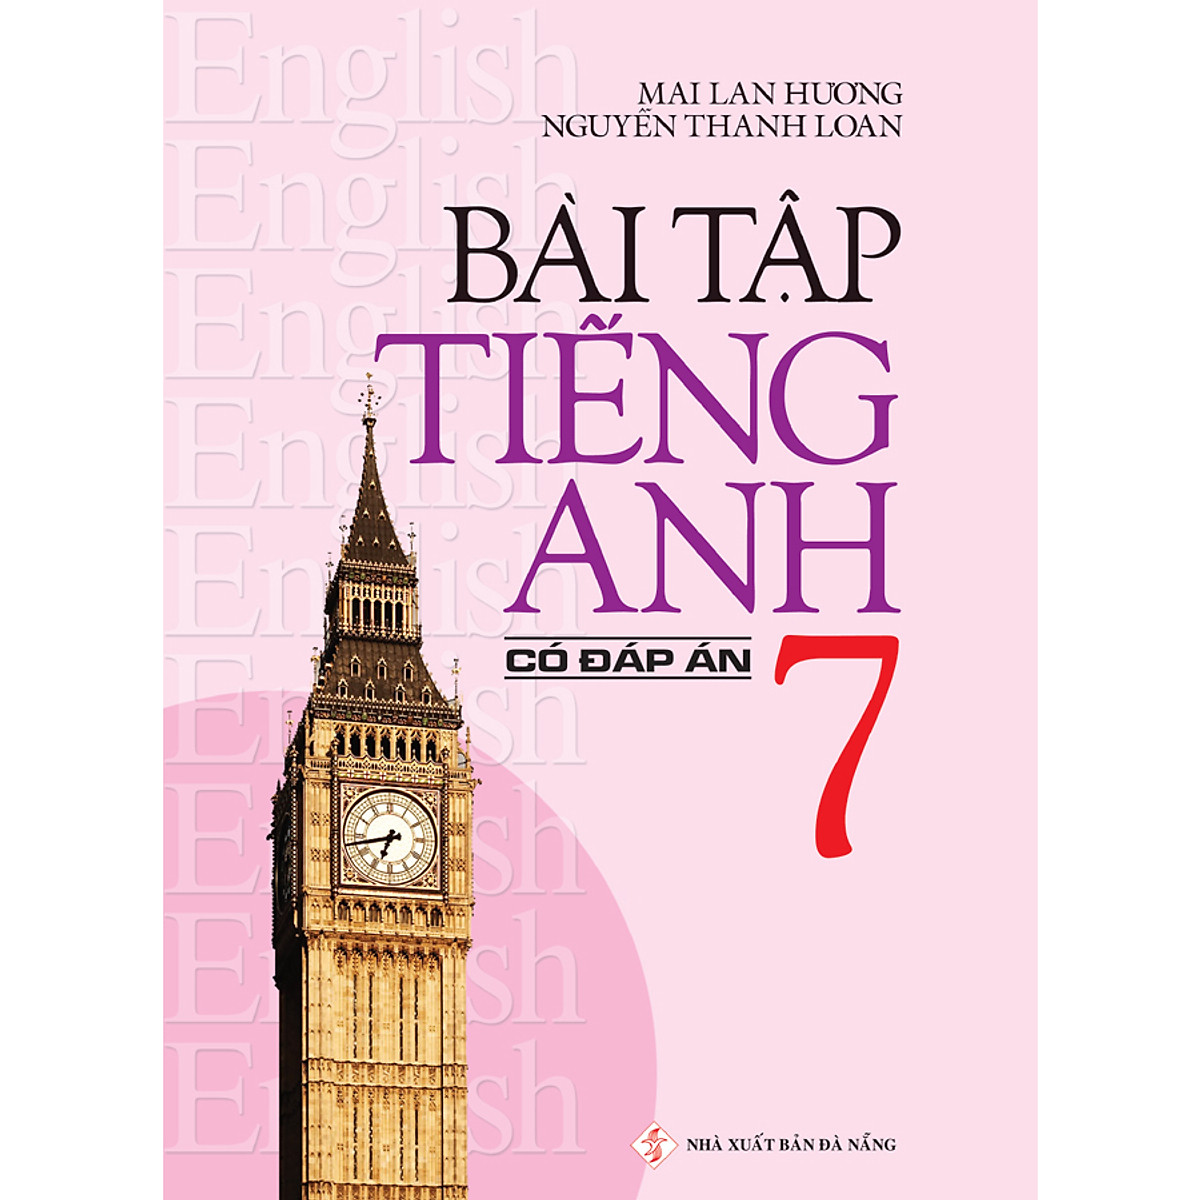 MAI LAN HƯƠNG
NGUYỄN THANH LOAN
BÀI TẬP
TIẾNG
ANH
CÓ ĐÁP ÁN
7
English
English
English
English
English
English
English
English
English
NHÀ XUẤT BẢN ĐÀ NẴNG